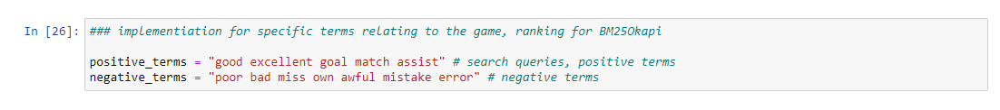 In [26]: ### implementiation for specific terms relating to the game, ranking for BM25Okapi
positive_terms = "good excellent goal match assist" # search queries, positive terms
negative_terms = "poor bad miss own awful mistake error" # negative terms